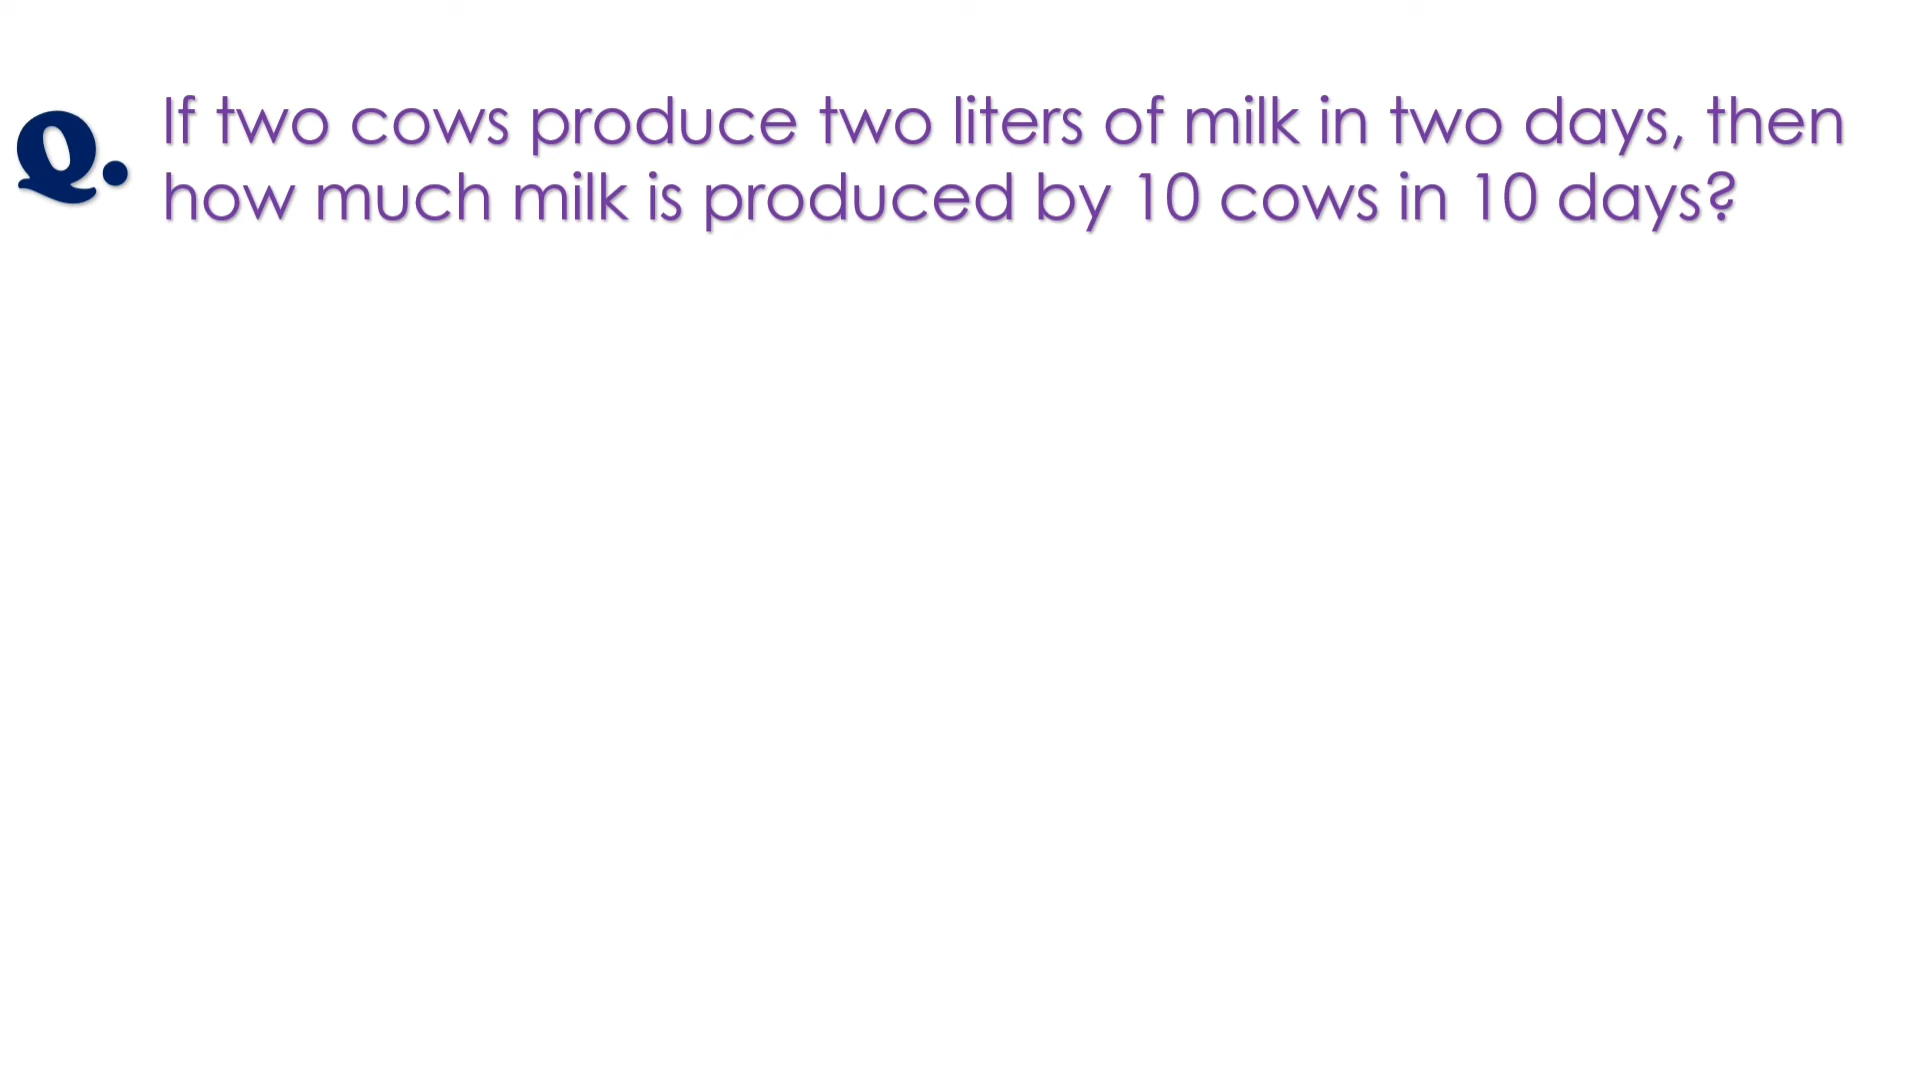 Q. If two cows produce two liters of milk in two days, then
how much milk is produced by 10 cows in 10 days?